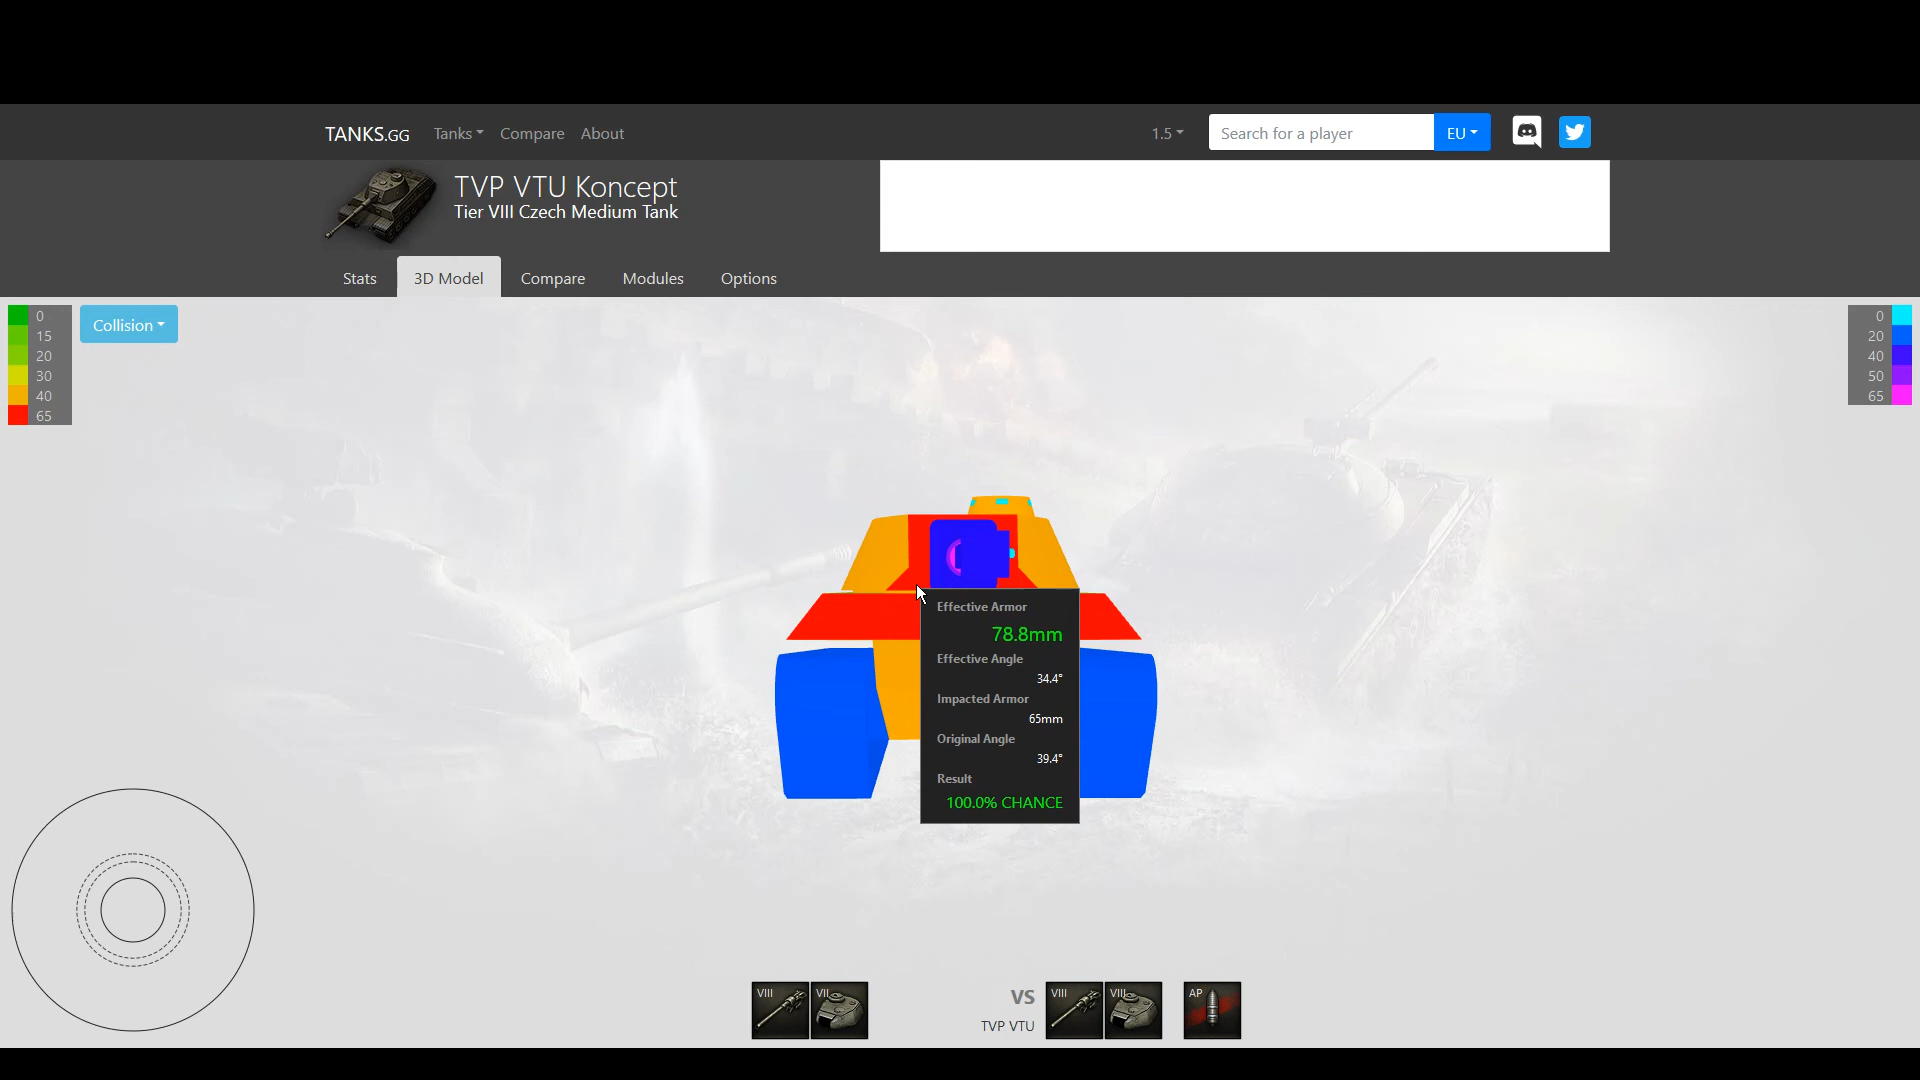 TANKS.GG Tanks Compare About 1.5 Search for a player EU
TVP VTU Koncept
Tier VIII Czech Medium Tank
Stats 3D Model Compare Modules Options
0
15
20
30
40
65
Collision
0
20
40
50
65
Effective Armor
78.8mm
Effective Angle
34.4°
Impacted Armor
65mm
Original Angle
39.4°
Result
100.0% CHANCE
VIII VII VS VIII VIII AP
TVP VTU